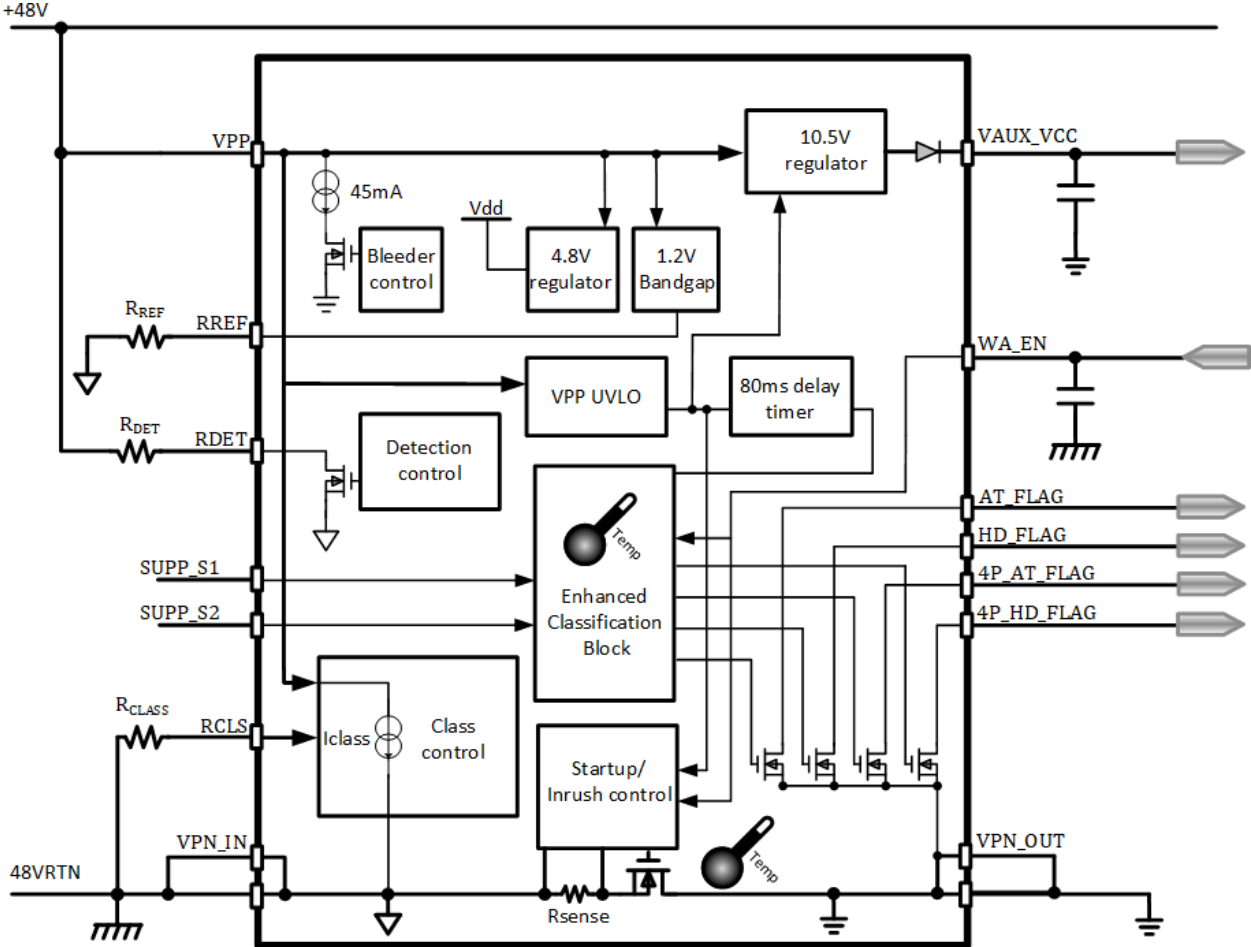 +48V
VPP
10.5V
regulator
VAUX_VCC
45mA
Vdd
Bleeder
control
4.8V
regulator
1.2V
Bandgap
RREF
RREF
WA_EN
VPP UVLO
80ms delay
timer
RDET
RDET
Detection
control
Temp
AT_FLAG
HD_FLAG
4P_AT_FLAG
4P_HD_FLAG
SUPP_S1
SUPP_S2
Enhanced
Classification
Block
RCLASS
RCLS
Iclass
Class
control
Startup/
Inrush control
Temp
VPN_IN
VPN_OUT
48VRTN
Rsense